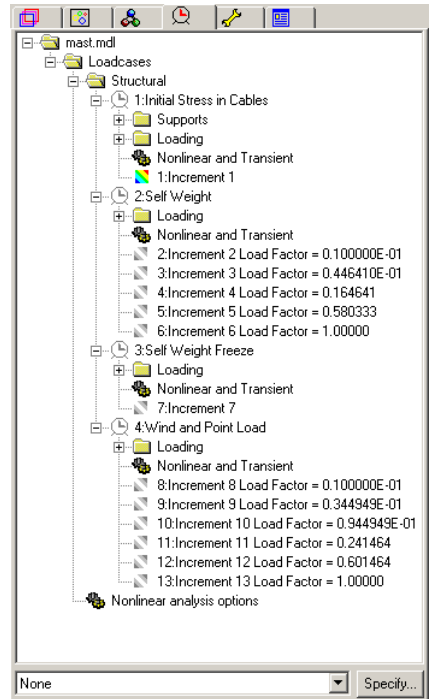 mast.mdl
Loadcases
Structural
1:Initial Stress in Cables
Supports
Loading
Nonlinear and Transient
1:Increment 1
2:Self Weight
Loading
Nonlinear and Transient
2:Increment 2 Load Factor = 0.100000E-01
3:Increment 3 Load Factor = 0.446410E-01
4:Increment 4 Load Factor = 0.164641
5:Increment 5 Load Factor = 0.580333
6:Increment 6 Load Factor = 1.00000
3:Self Weight Freeze
Loading
Nonlinear and Transient
7:Increment 7
4:Wind and Point Load
Loading
Nonlinear and Transient
8:Increment 8 Load Factor = 0.100000E-01
9:Increment 9 Load Factor = 0.344949E-01
10:Increment 10 Load Factor = 0.944949E-01
11:Increment 11 Load Factor = 0.241464
12:Increment 12 Load Factor = 0.601464
13:Increment 13 Load Factor = 1.00000
Nonlinear analysis options
None Specify...